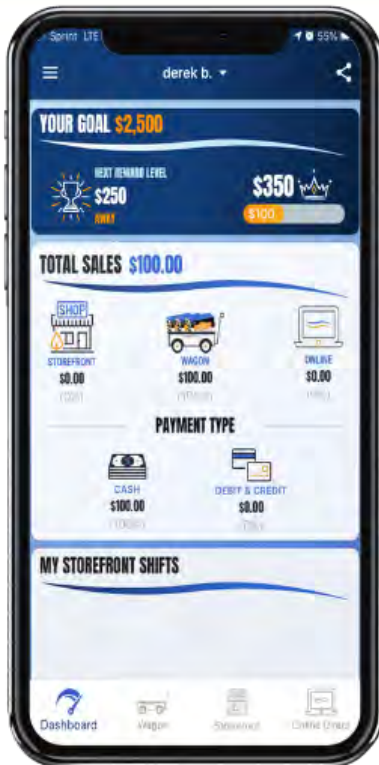 Sprint LTE 55%
derek b.
YOUR GOAL $2,500
NEXT REWARD LEVEL
$250
AWAY
$350
$100
TOTAL SALES $100.00
SHOP
STOREFRONT
$0.00
WAGON
$100.00
ONLINE
$0.00
PAYMENT TYPE
CASH
$100.00
DEBIT & CREDIT
$0.00
MY STOREFRONT SHIFTS
Dashboard
Wagon
Storefront